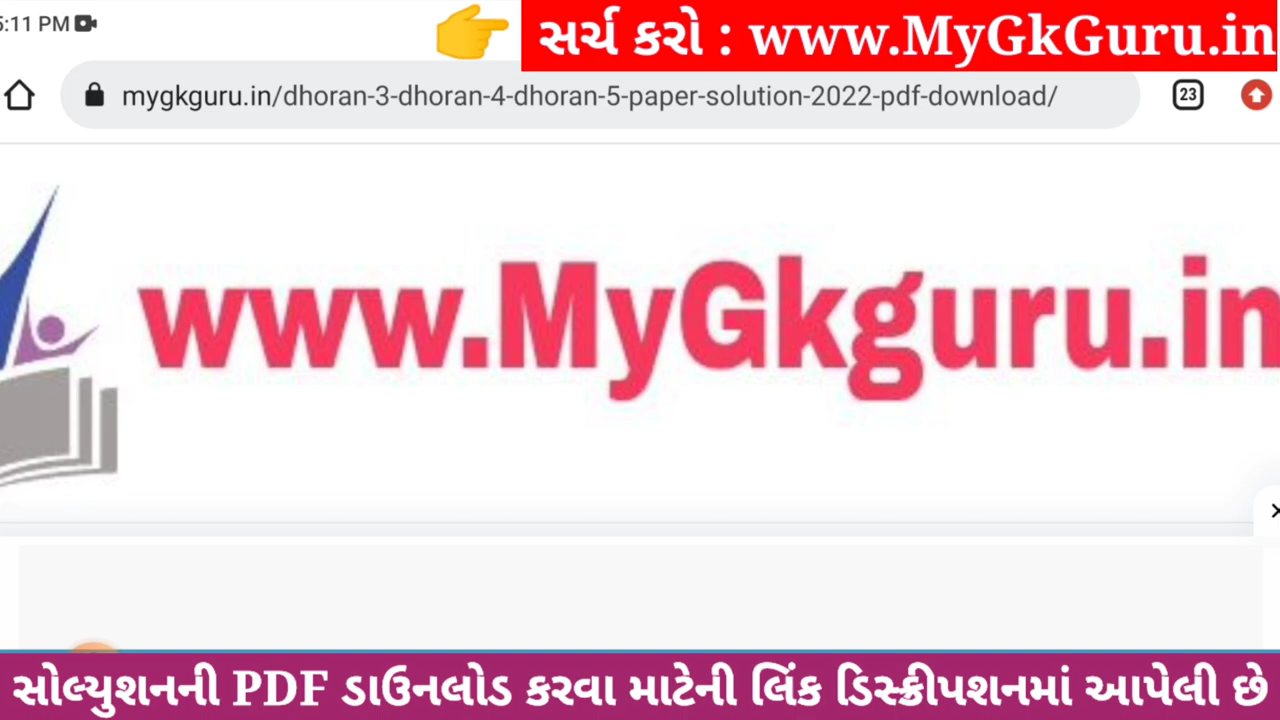 5:11 PM
સર્ચ કરો : www.MyGkGuru.in
mygkguru.in/dhoran-3-dhoran-4-dhoran-5-paper-solution-2022-pdf-download/
23
www.MyGkguru.in
સોલ્યુશનની PDF ડાઉનલોડ કરવા માટેની લિંક ડિસ્ક્રીપશનમાં આપેલી છે